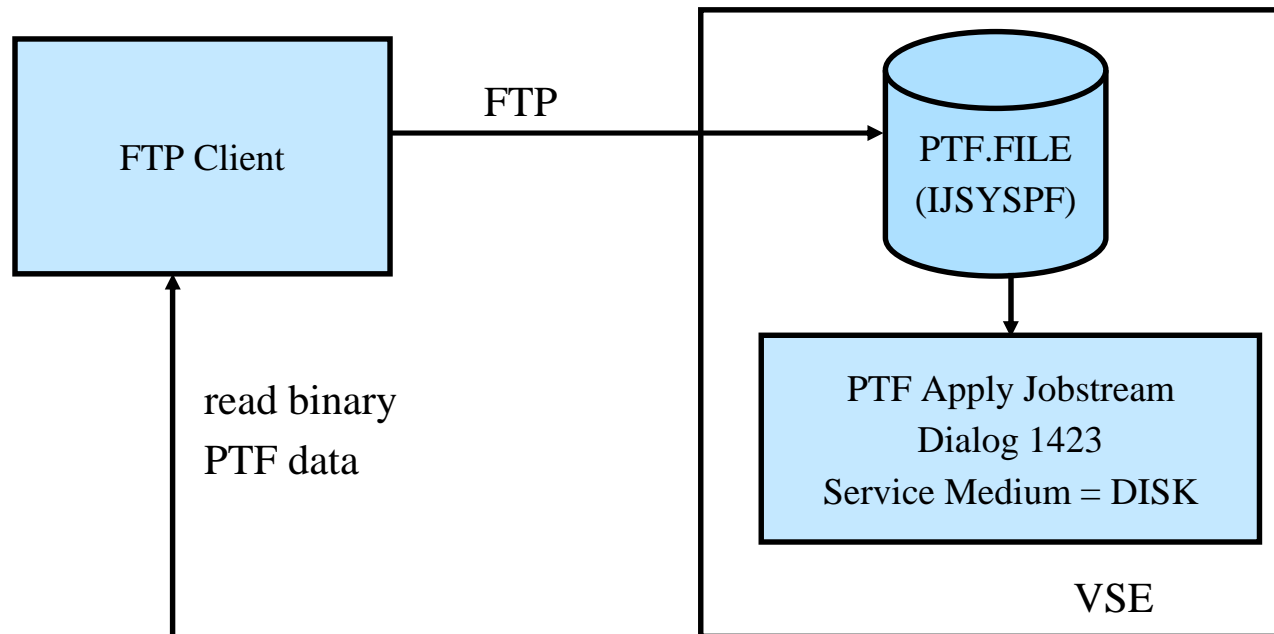 FTP Client
FTP
PTF.FILE
(IJSYSPF)
read binary
PTF data
PTF Apply Jobstream
Dialog 1423
Service Medium = DISK
VSE